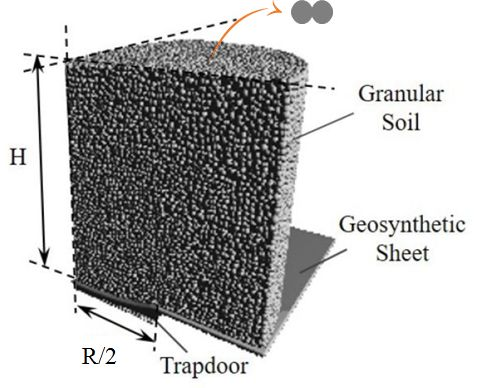 Granular
Soil
H
Geosynthetic
Sheet
R/2
Trapdoor